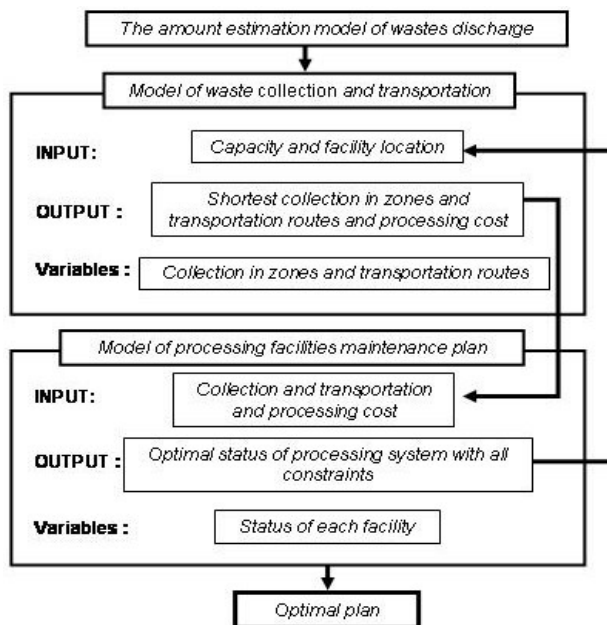 The amount estimation model of wastes discharge
Model of waste collection and transportation
INPUT: Capacity and facility location
OUTPUT : Shortest collection in zones and
transportation routes and processing cost
Variables : Collection in zones and transportation routes
Model of processing facilities maintenance plan
INPUT: Collection and transportation
and processing cost
OUTPUT : Optimal status of processing system with all
constraints
Variables : Status of each facility
Optimal plan